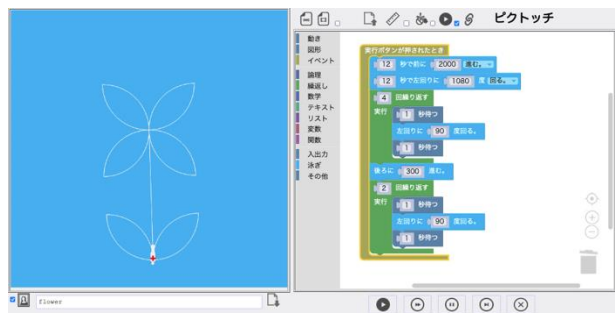 ピクトッチ
動き
図形
イベント
論理
繰返し
数学
テキスト
リスト
変数
関数
入出力
泳ぎ
その他
実行ボタンが押されたとき
12 秒で前に 2000 進む。
12 秒で左回りに 1080 度 回る。
4 回繰り返す
実行
1 秒待つ
左回りに 90 度回る。
1 秒待つ
後ろに 300 進む。
2 回繰り返す
実行
1 秒待つ
左回りに 90 度回る。
1 秒待つ
flower